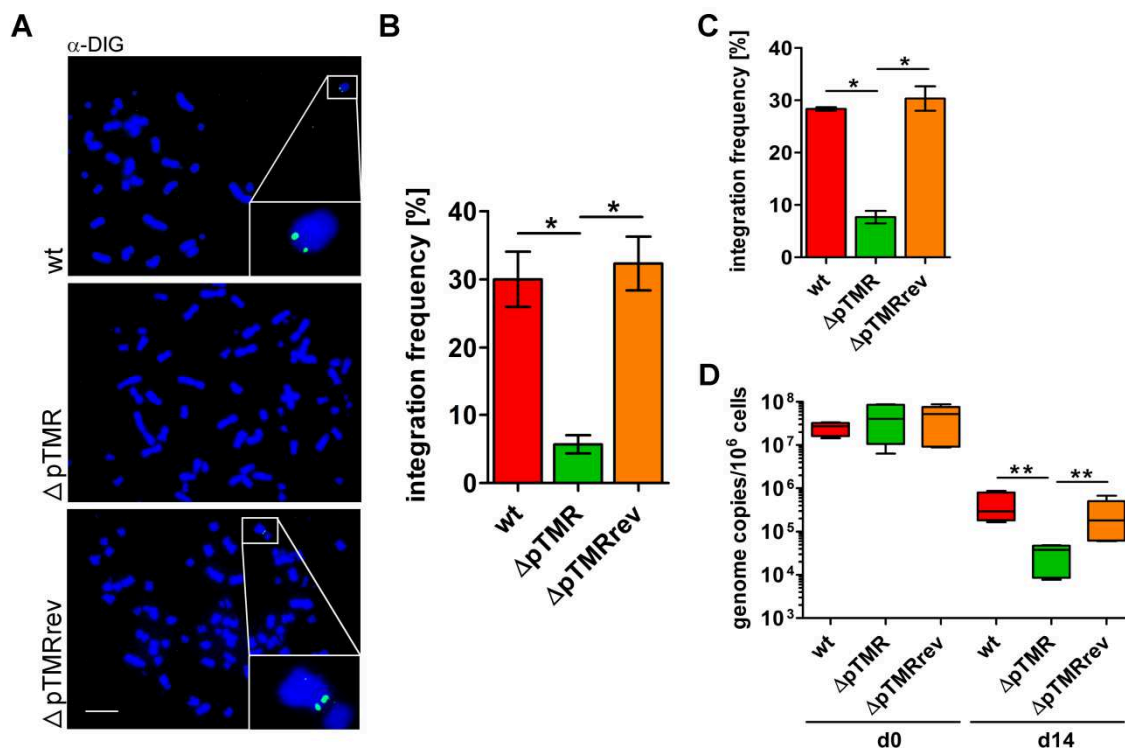 A
α-DIG
wt
ΔpTMR
ΔpTMRrev
B
integration frequency [%]
40
30
20
10
0
*
*
wt
ΔpTMR
ΔpTMRrev
C
integration frequency [%]
40
30
20
10
0
*
*
wt
ΔpTMR
ΔpTMRrev
D
genome copies/10⁶ cells
10⁸
10⁷
10⁶
10⁵
10⁴
10³
**
**
wt
ΔpTMR
ΔpTMRrev
wt
ΔpTMR
ΔpTMRrev
d0
d14